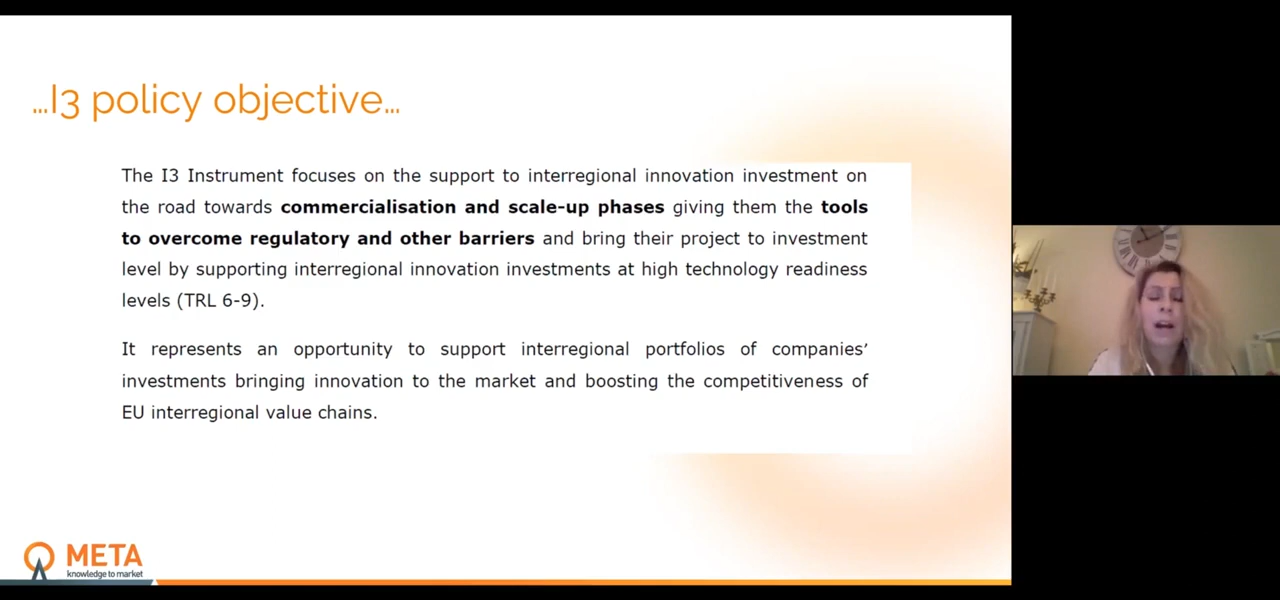 ...I3 policy objective...
The I3 Instrument focuses on the support to interregional innovation investment on
the road towards commercialisation and scale-up phases giving them the tools
to overcome regulatory and other barriers and bring their project to investment
level by supporting interregional innovation investments at high technology readiness
levels (TRL 6-9).
It represents an opportunity to support interregional portfolios of companies’
investments bringing innovation to the market and boosting the competitiveness of
EU interregional value chains.
META
knowledge to market